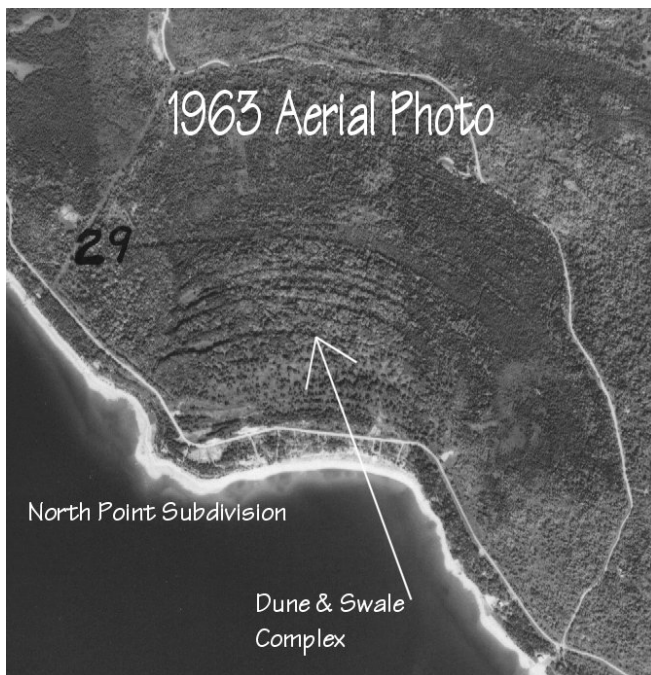 1963 Aerial Photo
29
North Point Subdivision
Dune & Swale
Complex